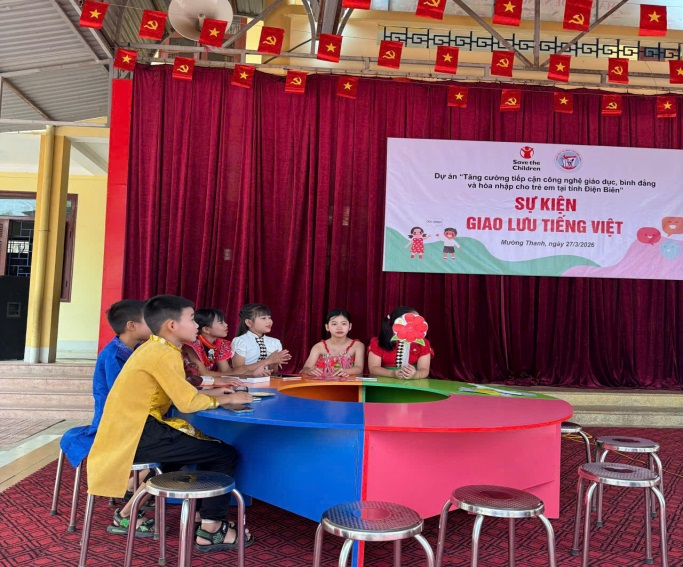 Save the
Children
Dự án "Tăng cường tiếp cận công nghệ giáo dục, bình đẳng
và hòa nhập cho trẻ em tại tỉnh Điện Biên"
SỰ KIỆN
GIAO LƯU TIẾNG VIỆT
Mường Thanh, ngày 27/3/2026